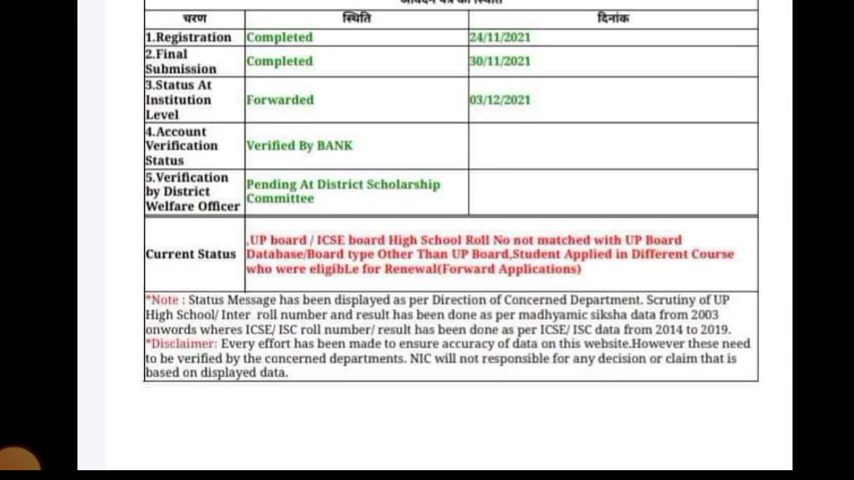 चरण स्थिति दिनांक
1.Registration Completed 24/11/2021
2.Final
Submission Completed 30/11/2021
3.Status At
Institution
Level Forwarded 03/12/2021
4.Account
Verification
Status Verified By BANK
5.Verification
by District
Welfare Officer Pending At District Scholarship
Committee
Current Status ,UP board / ICSE board High School Roll No not matched with UP Board
Database/Board type Other Than UP Board,Student Applied in Different Course
who were eligibLe for Renewal(Forward Applications)
*Note : Status Message has been displayed as per Direction of Concerned Department. Scrutiny of UP
High School/ Inter roll number and result has been done as per madhyamic siksha data from 2003
onwords wheres ICSE/ ISC roll number/ result has been done as per ICSE/ ISC data from 2014 to 2019.
*Disclaimer: Every effort has been made to ensure accuracy of data on this website.However these need
to be verified by the concerned departments. NIC will not responsible for any decision or claim that is
based on displayed data.